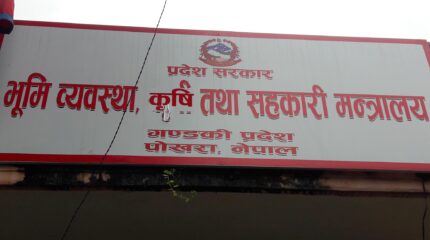 प्रदेश सरकार
भूमि व्यवस्था, कृषि तथा सहकारी मन्त्रालय
गण्डकी प्रदेश
पोखरा, नेपाल